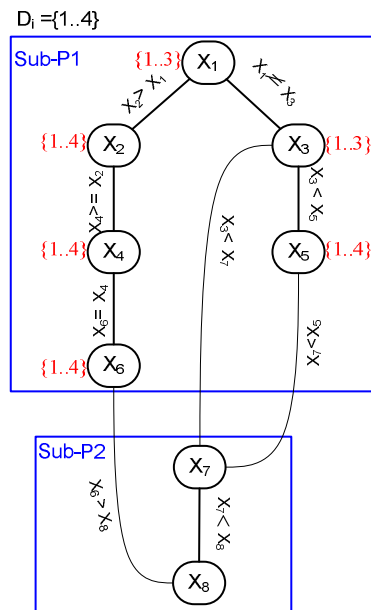 Dᵢ ={1..4}
Sub-P1
{1..3}
X₁
X₂> X₁
X₁≠ X₃
{1..4}
X₂
X₃
{1..3}
X₄>= X₂
X₃ < X₅
X₃ < X₇
{1..4}
X₄
X₅
{1..4}
X₆= X₄
X₇<X₅
{1..4}
X₆
Sub-P2
X₇
X₆ > X₈
X₇ < X₈
X₈